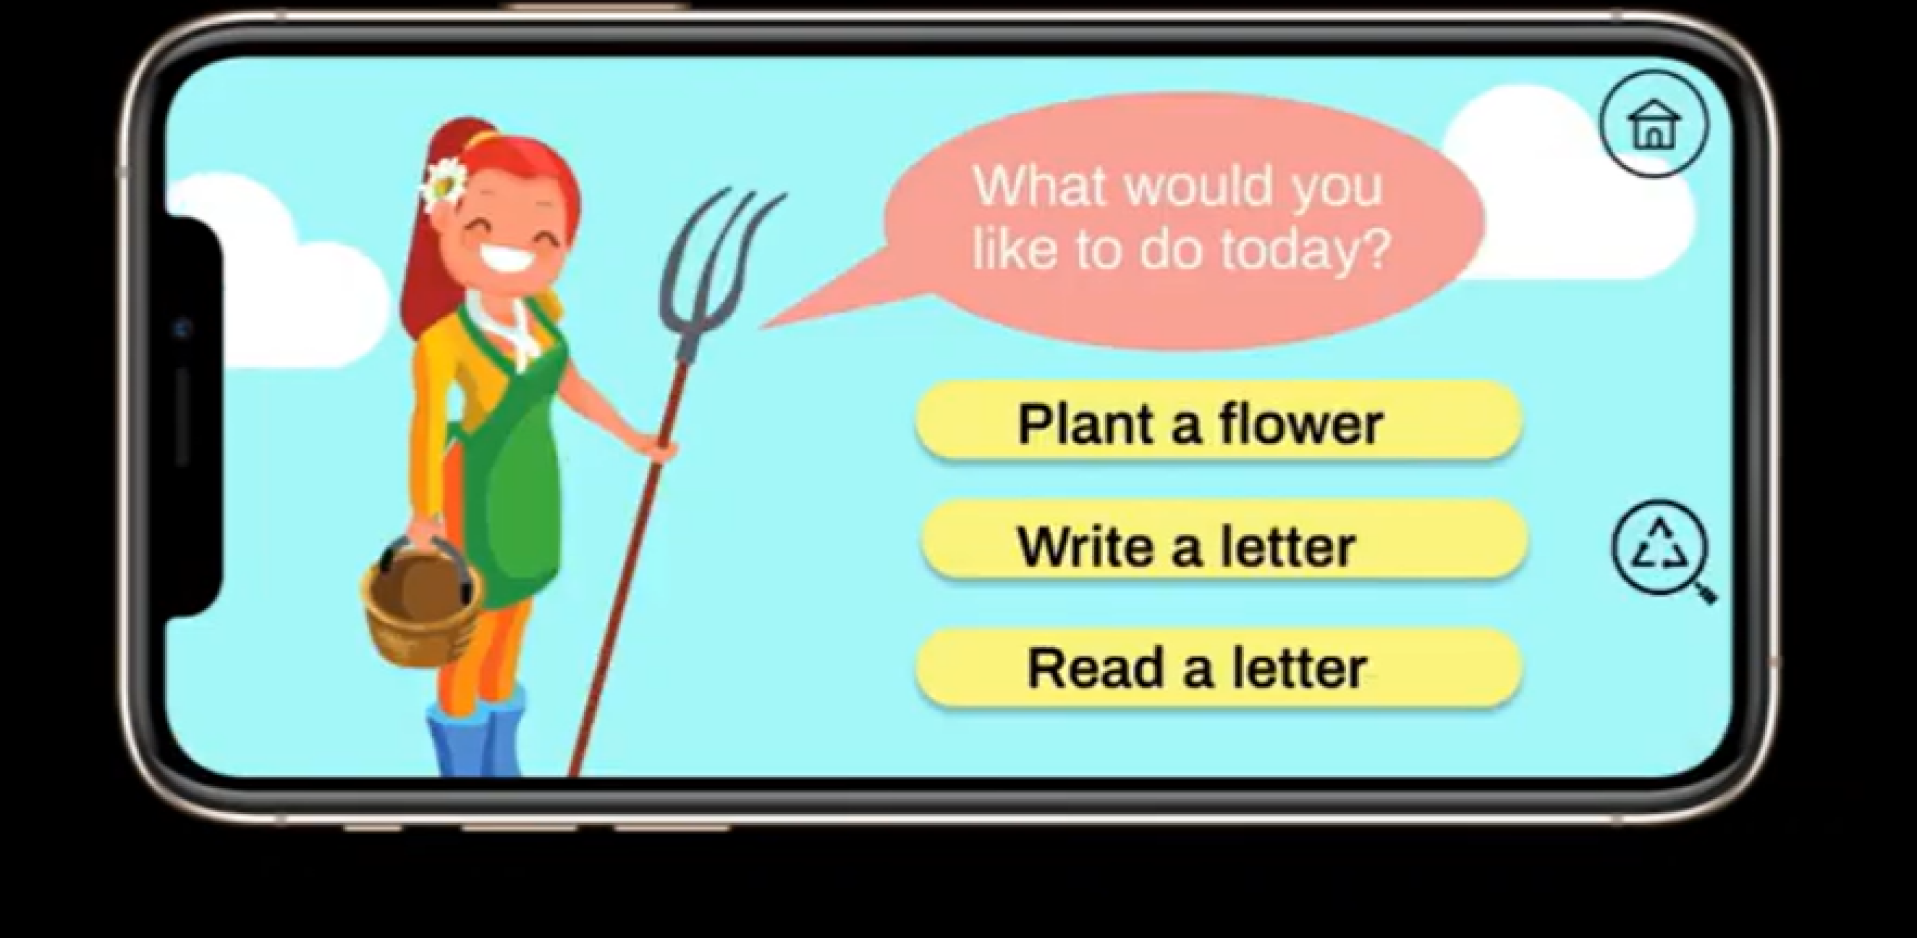 What would you
like to do today?
Plant a flower
Write a letter
Read a letter